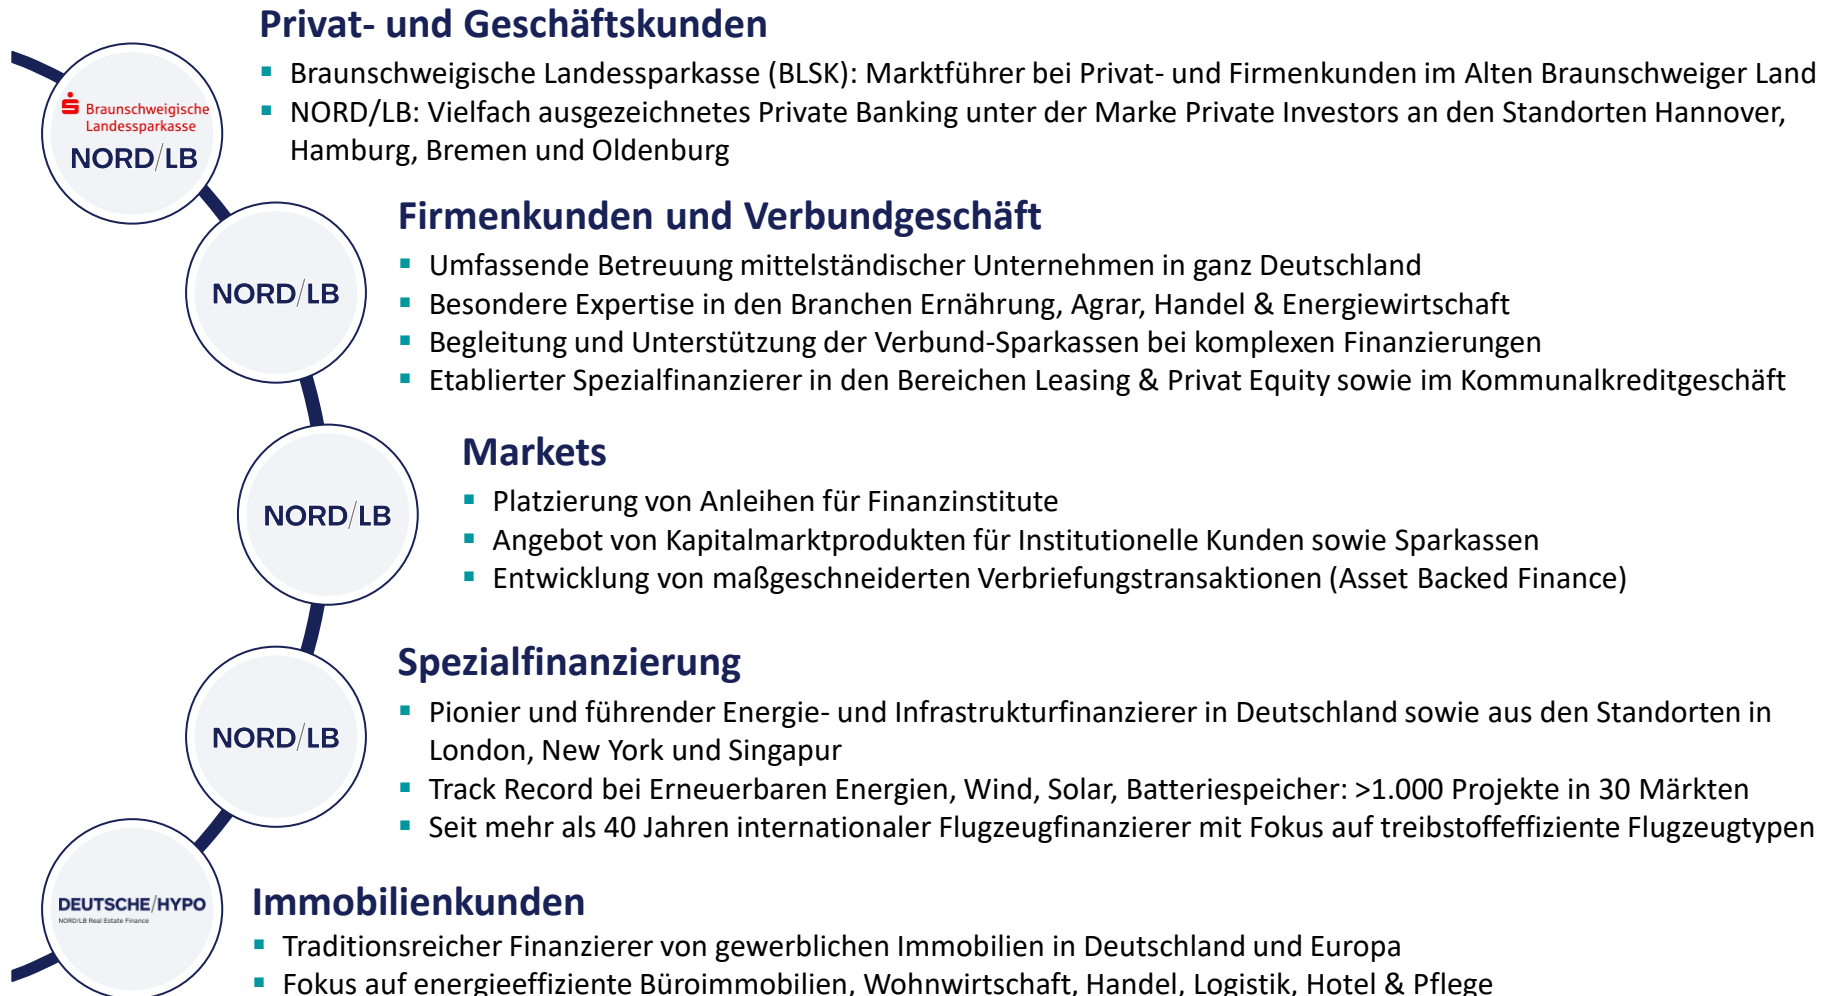 Privat- und Geschäftskunden
▪ Braunschweigische Landessparkasse (BLSK): Marktführer bei Privat- und Firmenkunden im Alten Braunschweiger Land
▪ NORD/LB: Vielfach ausgezeichnetes Private Banking unter der Marke Private Investors an den Standorten Hannover,
Hamburg, Bremen und Oldenburg
Braunschweigische
Landessparkasse
NORD/LB
Firmenkunden und Verbundgeschäft
▪ Umfassende Betreuung mittelständischer Unternehmen in ganz Deutschland
▪ Besondere Expertise in den Branchen Ernährung, Agrar, Handel & Energiewirtschaft
▪ Begleitung und Unterstützung der Verbund-Sparkassen bei komplexen Finanzierungen
▪ Etablierter Spezialfinanzierer in den Bereichen Leasing & Privat Equity sowie im Kommunalkreditgeschäft
NORD/LB
Markets
▪ Platzierung von Anleihen für Finanzinstitute
▪ Angebot von Kapitalmarktprodukten für Institutionelle Kunden sowie Sparkassen
▪ Entwicklung von maßgeschneiderten Verbriefungstransaktionen (Asset Backed Finance)
NORD/LB
Spezialfinanzierung
▪ Pionier und führender Energie- und Infrastrukturfinanzierer in Deutschland sowie aus den Standorten in
London, New York und Singapur
▪ Track Record bei Erneuerbaren Energien, Wind, Solar, Batteriespeicher: >1.000 Projekte in 30 Märkten
▪ Seit mehr als 40 Jahren internationaler Flugzeugfinanzierer mit Fokus auf treibstoffeffiziente Flugzeugtypen
NORD/LB
Immobilienkunden
▪ Traditionsreicher Finanzierer von gewerblichen Immobilien in Deutschland und Europa
▪ Fokus auf energieeffiziente Büroimmobilien, Wohnwirtschaft, Handel, Logistik, Hotel & Pflege
DEUTSCHE/HYPO
NORD/LB Real Estate Finance